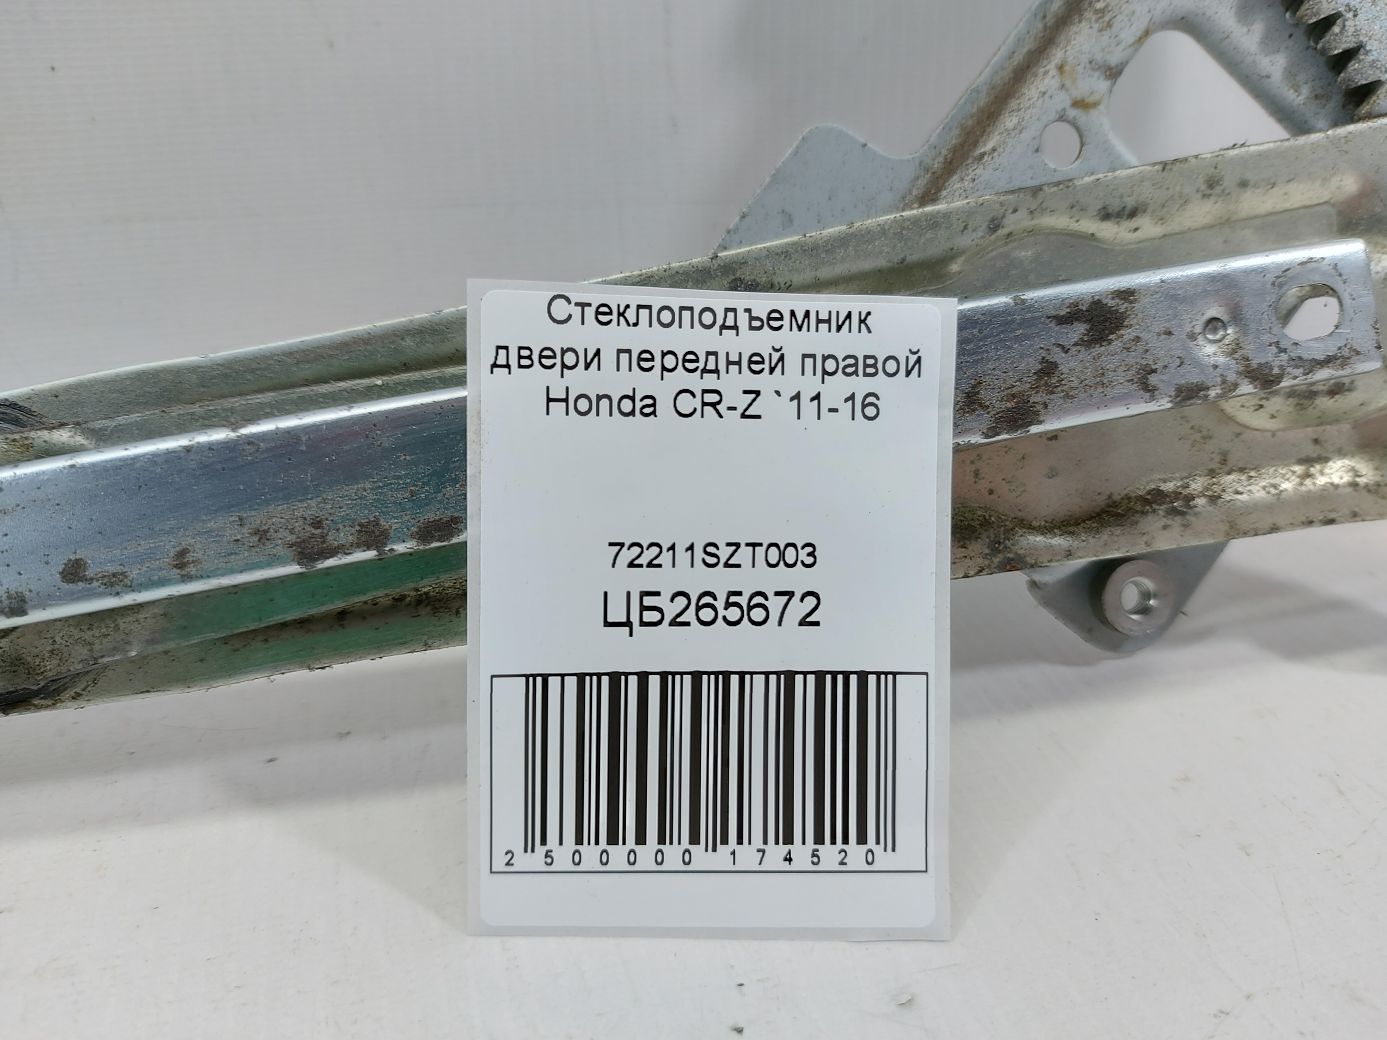 Стеклоподъемник
двери передней правой
Honda CR-Z `11-16
72211SZT003
ЦБ265672
2 500000 174520